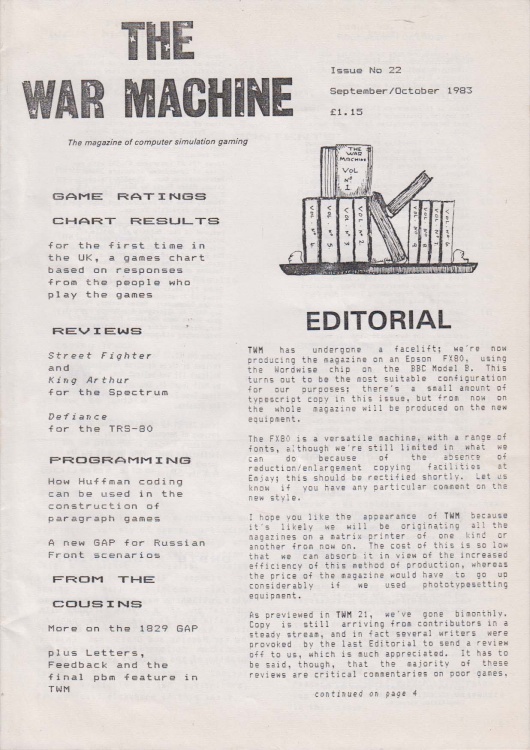 THE
WAR MACHINE
The magazine of computer simulation gaming
Issue No 22
September/October 1983
£1.15
GAME RATINGS
CHART RESULTS
for the first time in
the UK, a games chart
based on responses
from the people who
play the games
REVIEWS
Street Fighter
and
King Arthur
for the Spectrum
Defiance
for the TRS-80
PROGRAMMING
How Huffman coding
can be used in the
construction of
paragraph games
A new GAP for Russian
Front scenarios
FROM THE
COUSINS
More on the 1829 GAP
plus Letters,
Feedback and the
final pbm feature in
TWM
THE
WAR
MACHINE
VOL
Nº
1
EDITORIAL
TWM has undergone a facelift; we're now
producing the magazine on an Epson FX80, using
the Wordwise chip on the BBC Model B. This
turns out to be the most suitable configuration
for our purposes; there's a small amount of
typescript copy in this issue, but from now on
the whole magazine will be produced on the new
equipment.
The FX80 is a versatile machine, with a range of
fonts, although we're still limited in what we
can do because of the absence of
reduction/enlargement copying facilities at
Emjay; this should be rectified shortly. Let us
know if you have any particular comment on the
new style.
I hope you like the appearance of TWM because
it's likely we will be originating all the
magazines on a matrix printer of one kind or
another from now on. The cost of this is so low
that we can absorb it in view of the increased
efficiency of this method of production, whereas
the price of the magazine would have to go up
considerably if we used phototypesetting
equipment.
As previewed in TWM 21, we've gone bimonthly.
Copy is still arriving from contributors in a
steady stream, and in fact several writers were
provoked by the last Editorial to send a review
off to us, which is much appreciated. It has to
be said, though, that the majority of these
reviews are critical commentaries on poor games,
continued on page 4